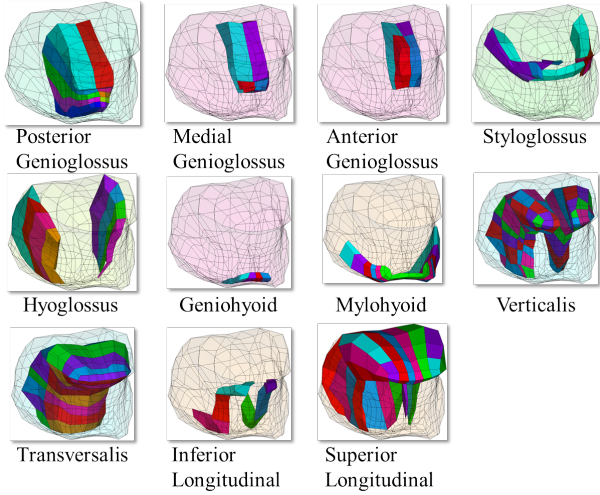 Posterior
Genioglossus
Medial
Genioglossus
Anterior
Genioglossus
Styloglossus
Hyoglossus
Geniohyoid
Mylohyoid
Verticalis
Transversalis
Inferior
Longitudinal
Superior
Longitudinal